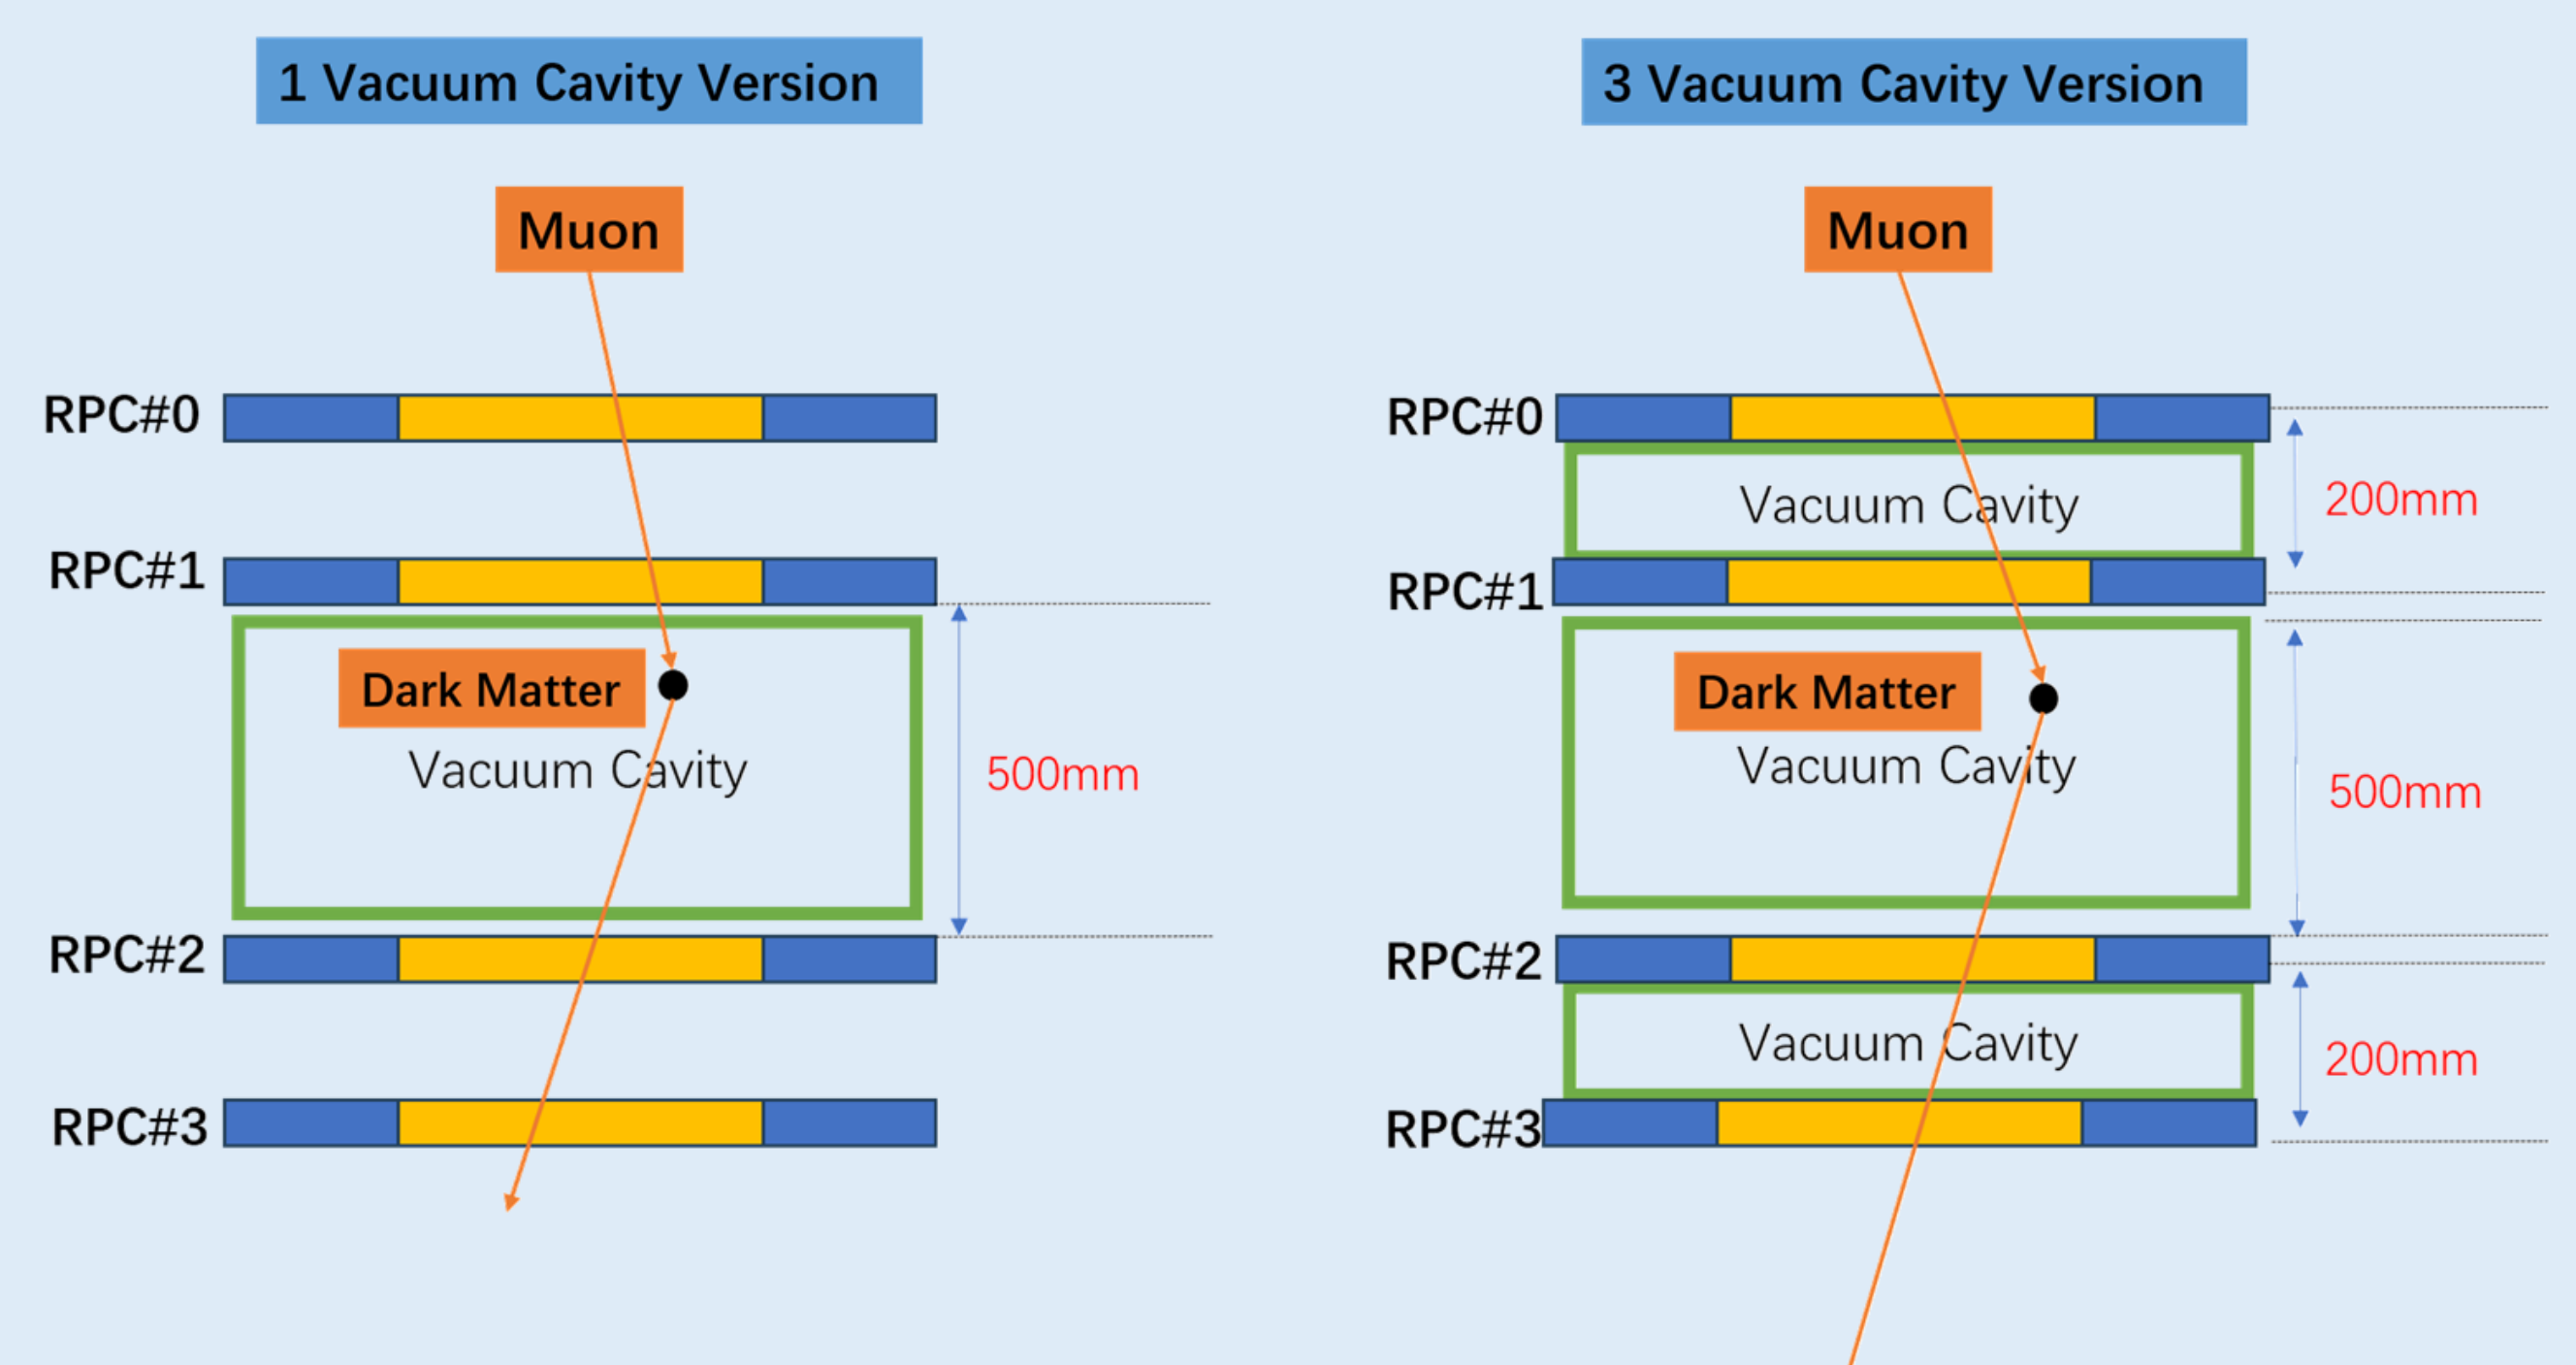 1 Vacuum Cavity Version
Muon
RPC#0
RPC#1
Dark Matter
Vacuum Cavity
500mm
RPC#2
RPC#3
3 Vacuum Cavity Version
Muon
RPC#0
Vacuum Cavity
200mm
RPC#1
Dark Matter
Vacuum Cavity
500mm
RPC#2
Vacuum Cavity
200mm
RPC#3